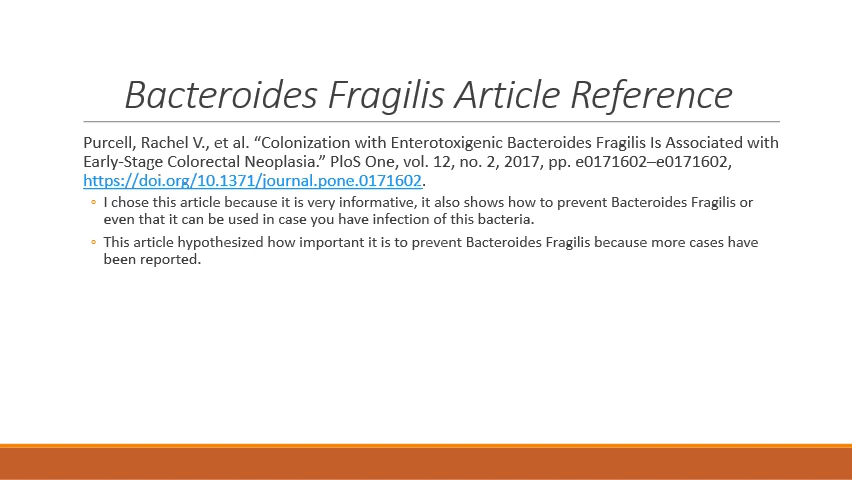 Bacteroides Fragilis Article Reference
Purcell, Rachel V., et al. “Colonization with Enterotoxigenic Bacteroides Fragilis Is Associated with
Early-Stage Colorectal Neoplasia.” PloS One, vol. 12, no. 2, 2017, pp. e0171602–e0171602,
https://doi.org/10.1371/journal.pone.0171602.
◦ I chose this article because it is very informative, it also shows how to prevent Bacteroides Fragilis or
even that it can be used in case you have infection of this bacteria.
◦ This article hypothesized how important it is to prevent Bacteroides Fragilis because more cases have
been reported.